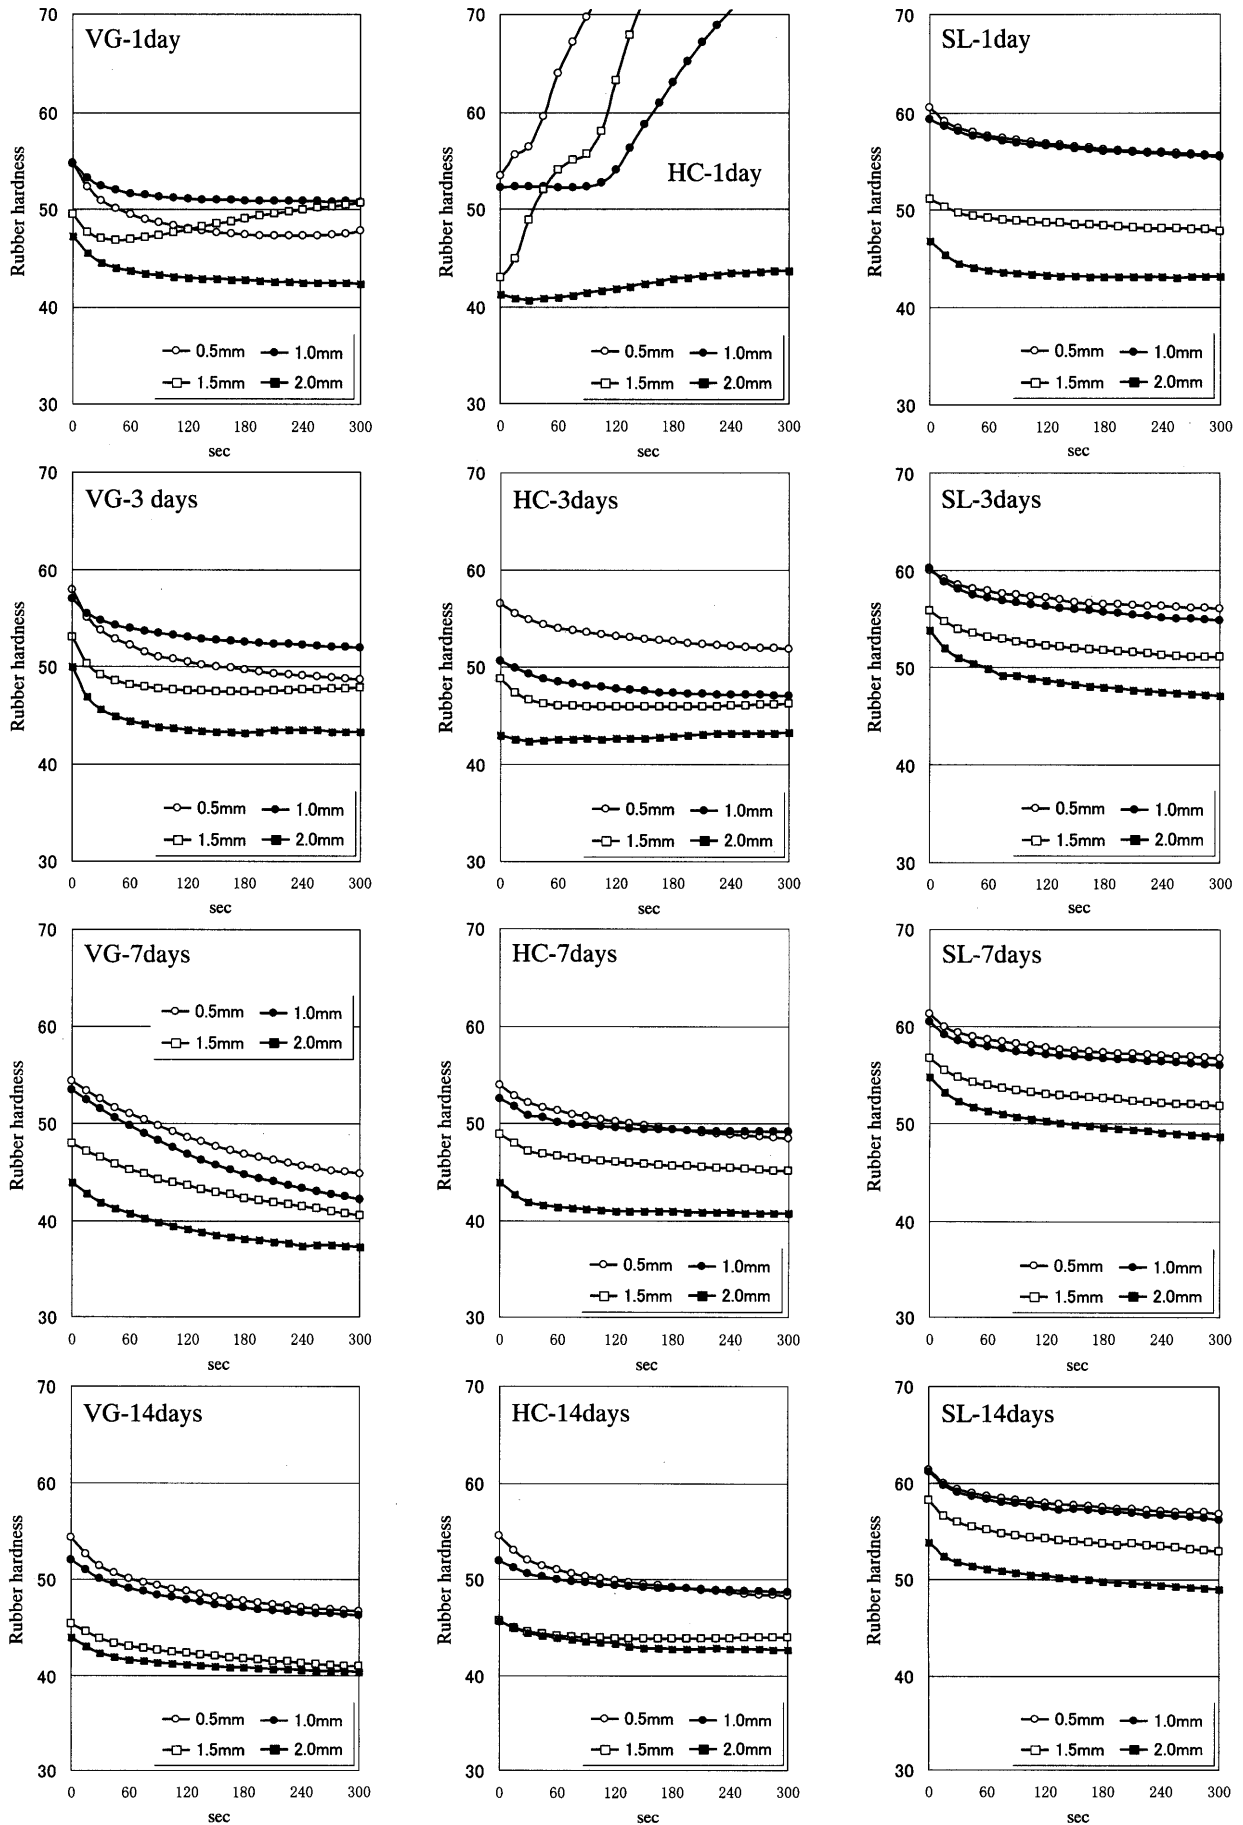 VG-1day
Rubber hardness
70
60
50
40
30
0.5mm 1.0mm
1.5mm 2.0mm
0 60 120 180 240 300
sec
HC-1day
Rubber hardness
70
60
50
40
30
0.5mm 1.0mm
1.5mm 2.0mm
0 60 120 180 240 300
sec
SL-1day
Rubber hardness
70
60
50
40
30
0.5mm 1.0mm
1.5mm 2.0mm
0 60 120 180 240 300
sec
VG-3 days
Rubber hardness
70
60
50
40
30
0.5mm 1.0mm
1.5mm 2.0mm
0 60 120 180 240 300
sec
HC-3days
Rubber hardness
70
60
50
40
30
0.5mm 1.0mm
1.5mm 2.0mm
0 60 120 180 240 300
sec
SL-3days
Rubber hardness
70
60
50
40
30
0.5mm 1.0mm
1.5mm 2.0mm
0 60 120 180 240 300
sec
VG-7days
Rubber hardness
70
60
50
40
30
0.5mm 1.0mm
1.5mm 2.0mm
0 60 120 180 240 300
sec
HC-7days
Rubber hardness
70
60
50
40
30
0.5mm 1.0mm
1.5mm 2.0mm
0 60 120 180 240 300
sec
SL-7days
Rubber hardness
70
60
50
40
30
0.5mm 1.0mm
1.5mm 2.0mm
0 60 120 180 240 300
sec
VG-14days
Rubber hardness
70
60
50
40
30
0.5mm 1.0mm
1.5mm 2.0mm
0 60 120 180 240 300
sec
HC-14days
Rubber hardness
70
60
50
40
30
0.5mm 1.0mm
1.5mm 2.0mm
0 60 120 180 240 300
sec
SL-14days
Rubber hardness
70
60
50
40
30
0.5mm 1.0mm
1.5mm 2.0mm
0 60 120 180 240 300
sec